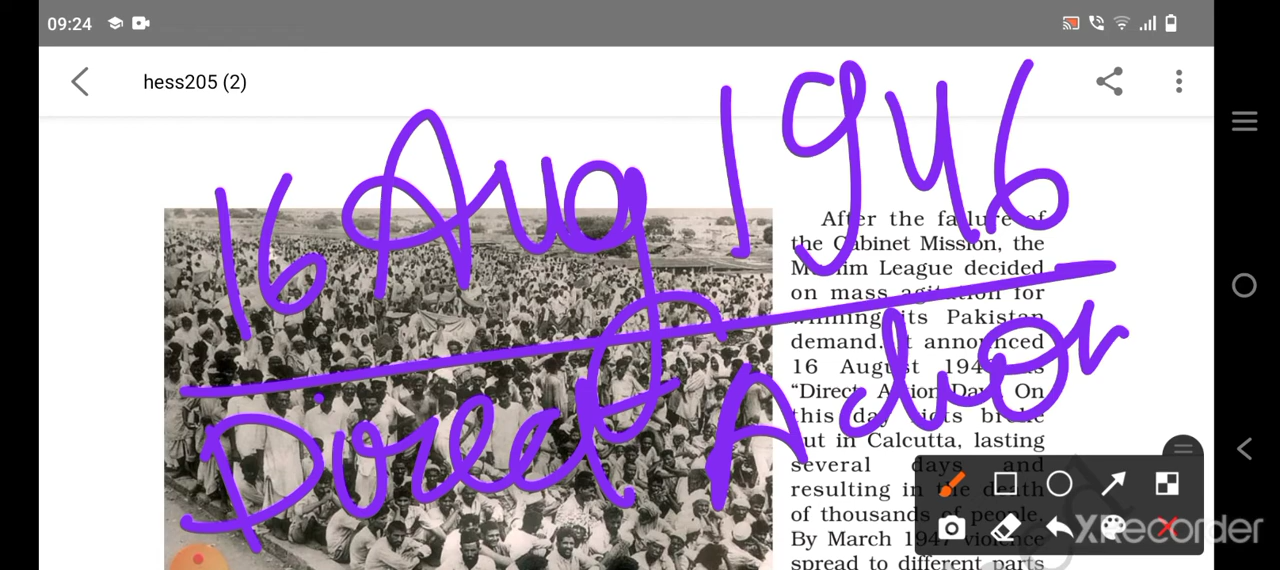 09:24
hess205 (2)
16 Aug 1946
Direct Action
After the failure of
the Cabinet Mission, the
Muslim League decided
on mass agitation for
winning its Pakistan
demand. It announced
16 August 1946 as
"Direct Action Day". On
this day riots broke
out in Calcutta, lasting
several days and
resulting in the death
of thousands of people.
By March 1947 violence
spread to different parts
XRecorder